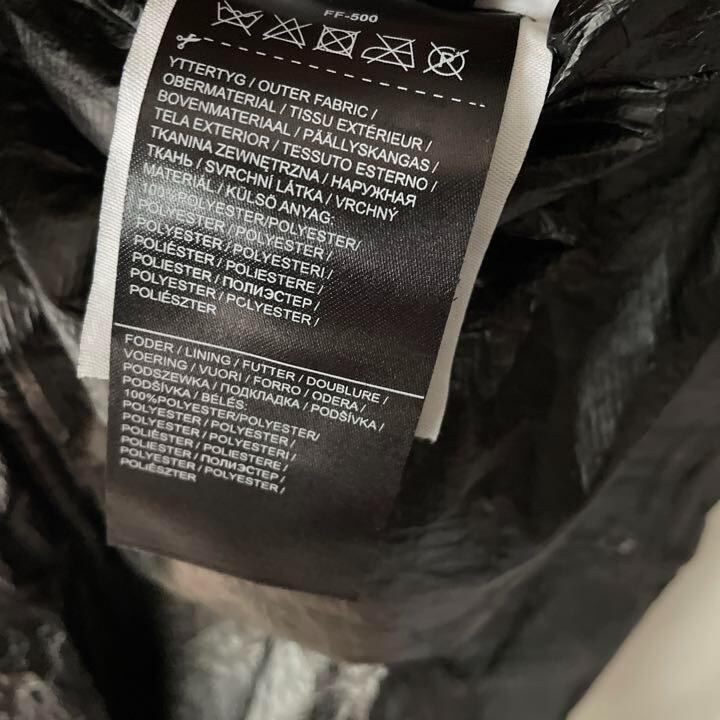 FF-500
YTTERTYG / OUTER FABRIC /
OBERMATERIAL / TISSU EXTÉRIEUR /
BOVENMATERIAAL / PÄÄLLYSKANGAS /
TELA EXTERIOR / TESSUTO ESTERNO /
TKANINA ZEWNĘTRZNA / НАРУЖНАЯ
ТКАНЬ / SVRCHNÍ LÁTKA / VRCHNÝ
MATERIÁL / KÜLSŐ ANYAG:
100%POLYESTER/POLYESTER/
POLYESTER / POLYESTER /
POLYESTER / POLYESTERI /
POLIÉSTER / POLIESTERE /
POLIESTER / ПОЛИЭСТЕР /
POLYESTER / POLYESTER /
POLIÉSZTER
FODER / LINING / FUTTER / DOUBLURE /
VOERING / VUORI / FORRO / FODERA /
PODSZEWKA / ПОДКЛАДКА / PODŠÍVKA /
PODŠÍVKA / BÉLÉS:
100%POLYESTER/POLYESTER/
POLYESTER / POLYESTER /
POLYESTER / POLYESTERI /
POLIÉSTER / POLIESTERE /
POLIESTER / ПОЛИЭСТЕР /
POLYESTER / POLYESTER /
POLIÉSZTER